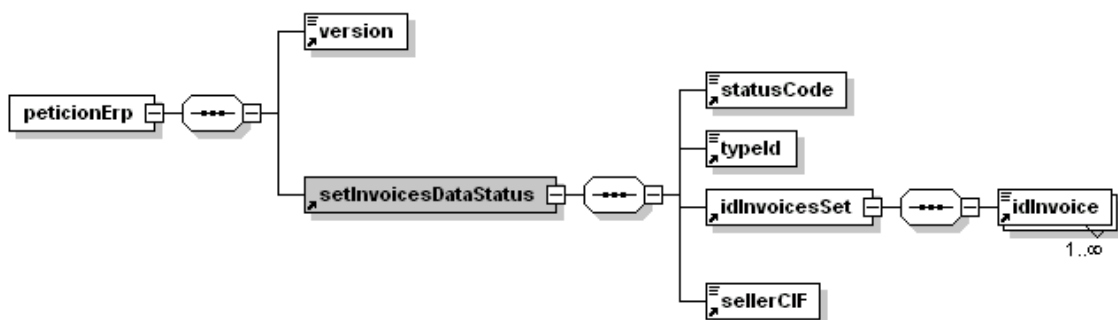 version
peticionErp
statusCode
typeId
setInvoicesDataStatus
idInvoicesSet
idInvoice
1..∞
sellerCIF